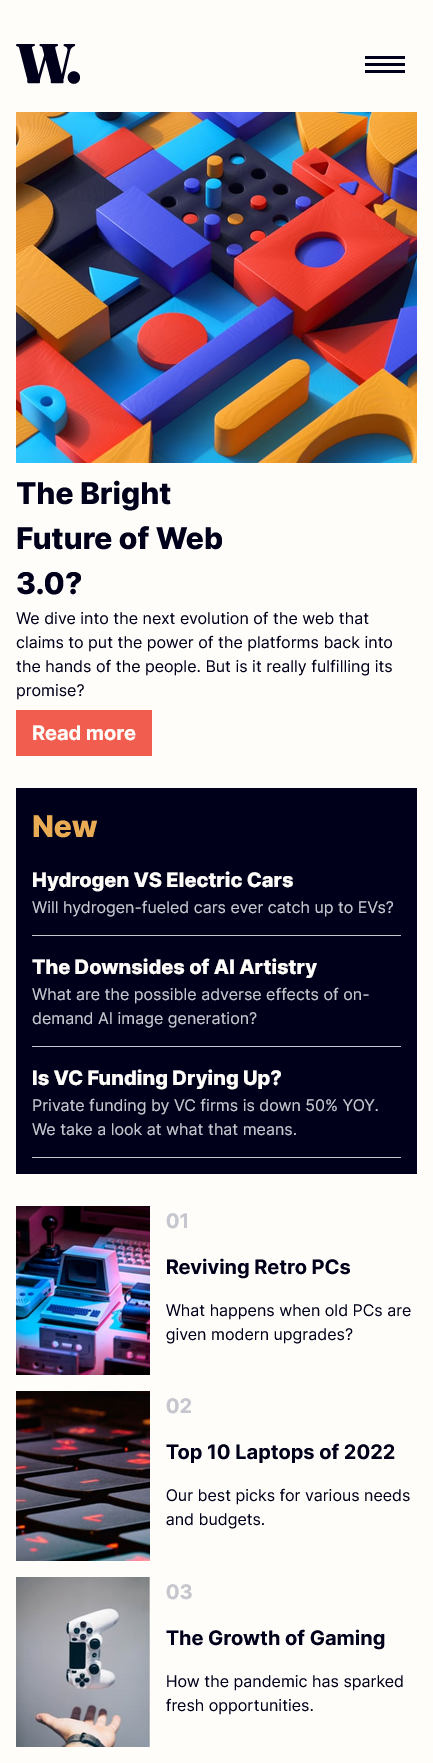 W.
The Bright
Future of Web
3.0?
We dive into the next evolution of the web that
claims to put the power of the platforms back into
the hands of the people. But is it really fulfilling its
promise?
Read more
New
Hydrogen VS Electric Cars
Will hydrogen-fueled cars ever catch up to EVs?
The Downsides of AI Artistry
What are the possible adverse effects of on-
demand AI image generation?
Is VC Funding Drying Up?
Private funding by VC firms is down 50% YOY.
We take a look at what that means.
01
Reviving Retro PCs
What happens when old PCs are
given modern upgrades?
02
Top 10 Laptops of 2022
Our best picks for various needs
and budgets.
03
The Growth of Gaming
How the pandemic has sparked
fresh opportunities.